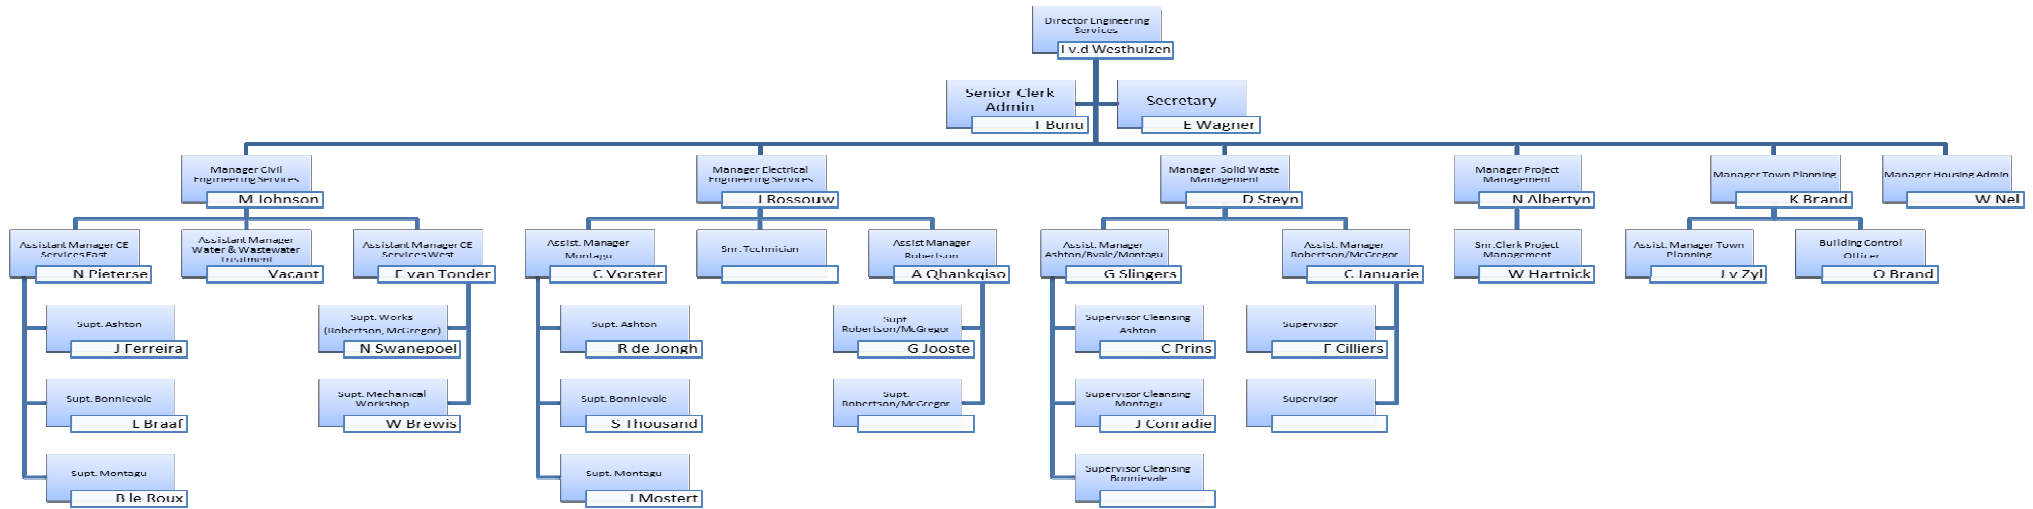 Director Engineering
Services
v.d Westhuizen
Senior Clerk
Admin
T Bunu
Secretary
E Wagner
Manager Civil
Engineering Services
M Johnson
Manager Electrical
Engineering Services
J Rossouw
Manager Solid Waste
Management
D Steyn
Manager Project
Management
N Albertyn
Manager Town Planning
K Brand
Manager Housing Admin
W Nel
Assistant Manager CE
Services East
N Pieterse
Assistant Manager
Water & Wastewater
Treatment
Vacant
Assistant Manager CE
Services West
F van Tonder
Assist. Manager
Montagu
C Vorster
Snr. Technician
Assist Manager
Robertson
A Qhankqiso
Assist. Manager
Ashton/Bvale/Montagu
G Slingers
Assist. Manager
Robertson/McGregor
C Januarie
Snr.Clerk Project
Management
W Hartnick
Assist. Manager Town
Planning
J v Zyl
Building Control
Officer
Brand
Supt. Ashton
J Ferreira
Supt. Works
(Robertson, McGregor)
N Swanepoel
Supt. Ashton
R de Jongh
Supt.
Robertson/McGregor
G Jooste
Supervisor Cleansing
Ashton
C Prins
Supervisor
F Cilliers
Supt. Bonnievale
L Braaf
Supt. Mechanical
Workshop
W Brewis
Supt. Bonnievale
S Thousand
Supt.
Robertson/McGregor
Supervisor Cleansing
Montagu
J Conradie
Supervisor
Supt. Montagu
B le Roux
Supt. Montagu
J Mostert
Supervisor Cleansing
Bonnievale